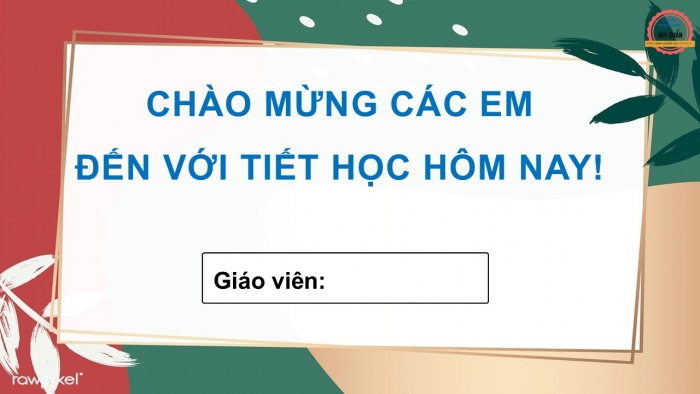 CHÀO MỪNG CÁC EM
ĐẾN VỚI TIẾT HỌC HÔM NAY!
Giáo viên:
rawpixel